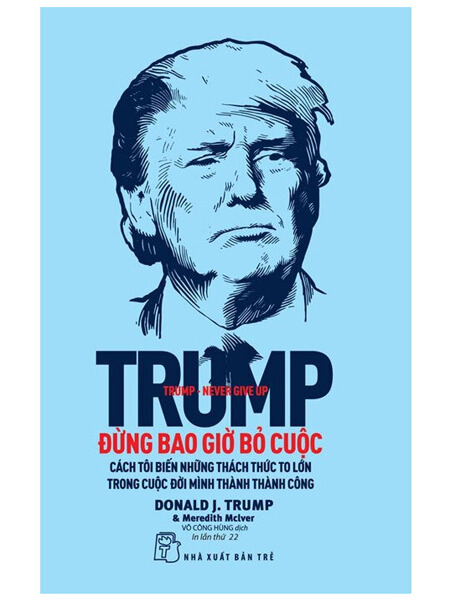 TRUMP
TRUMP - NEVER GIVE UP
ĐỪNG BAO GIỜ BỎ CUỘC
CÁCH TÔI BIẾN NHỮNG THÁCH THỨC TO LỚN
TRONG CUỘC ĐỜI MÌNH THÀNH THÀNH CÔNG
DONALD J. TRUMP
& Meredith McIver
VÕ CÔNG HÙNG dịch
In lần thứ 22
NHÀ XUẤT BẢN TRẺ